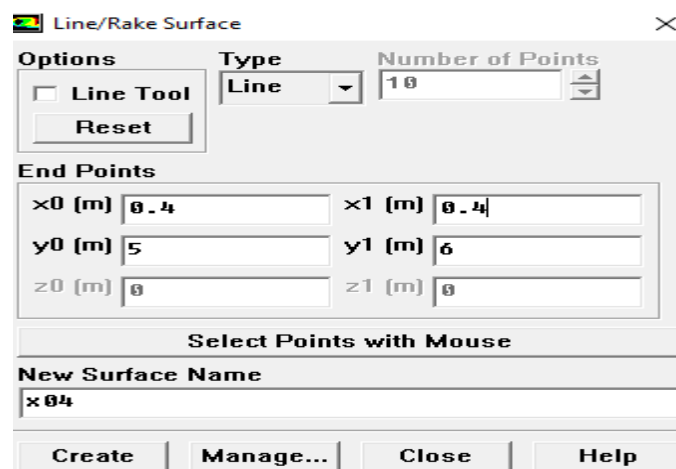 Line/Rake Surface
Options Type Number of Points
Line Tool Line 10
Reset
End Points
x0 (m) 0.4 x1 (m) 0.4
y0 (m) 5 y1 (m) 6
z0 (m) 0 z1 (m) 0
Select Points with Mouse
New Surface Name
x04
Create Manage... Close Help